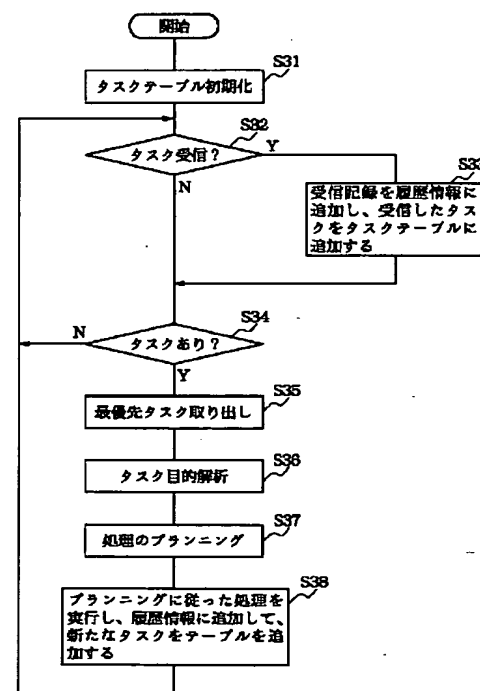 開始
S31
タスクテーブル初期化
S32
タスク受信？
Y
N
S33
受信記録を履歴情報に
追加し、受信したタス
クをタスクテーブルに
追加する
S34
タスクあり？
N
Y
S35
最優先タスク取り出し
S36
タスク目的解析
S37
処理のプランニング
S38
プランニングに従った処理を
実行し、履歴情報に追加して、
新たなタスクをテーブルを追
加する